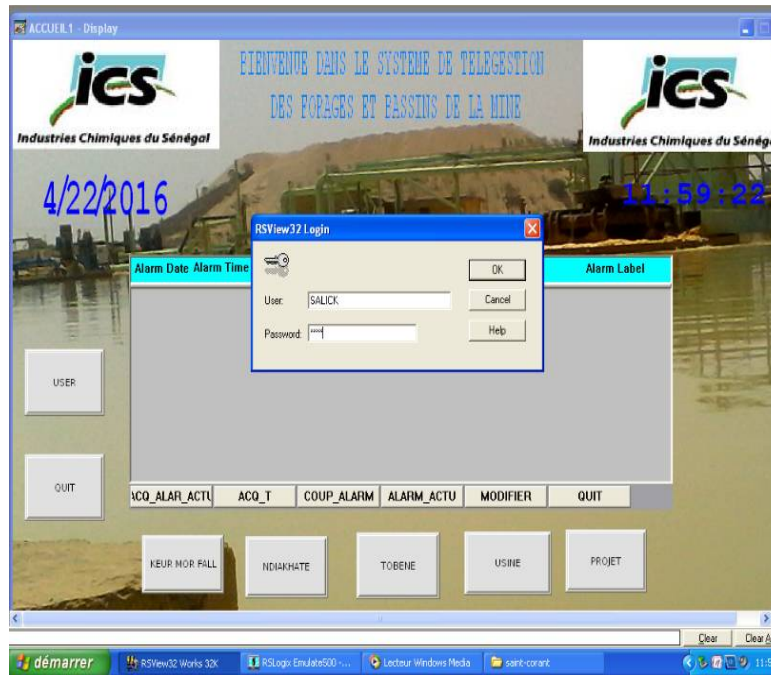 ACCUEIL1 - Display
ics
Industries Chimiques du Sénégal
BIENVENUE DANS LE SYSTEME DE TELEGESTION
DES FORAGES ET BASSINS DE LA MINE
ics
Industries Chimiques du Sénég
4/22/2016
11:59:22
RSView32 Login
User:
SALICK
Password:
****
OK
Cancel
Help
Alarm Date Alarm Time
Alarm Label
USER
QUIT
ACQ_ALAR_ACTU
ACQ_T
COUP_ALARM
ALARM_ACTU
MODIFIER
QUIT
KEUR MOR FALL
NDIAKHATE
TOBENE
USINE
PROJET
Clear
Clear A
démarrer
RSView32 Works 32K
RSLogix Emulate500 -...
Lecteur Windows Media
saint-corant
11:5